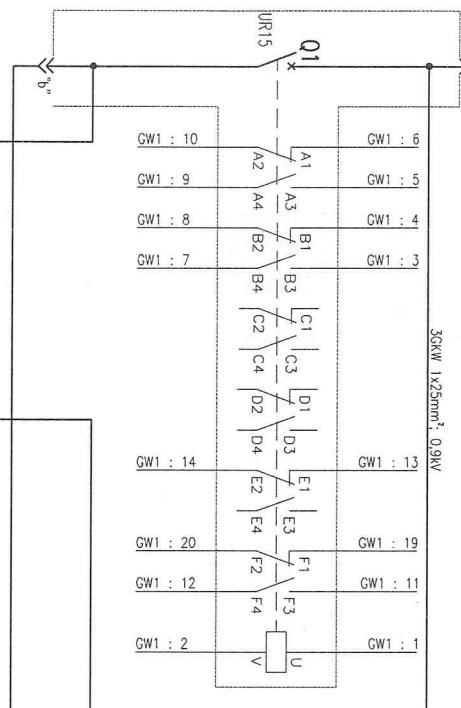 UR15
Q1
"b"
GW1 : 10
A2
A1
GW1 : 6
GW1 : 9
A4
A3
GW1 : 5
GW1 : 8
B2
B1
GW1 : 4
GW1 : 7
B4
B3
GW1 : 3
C2
C1
C4
C3
D2
D1
D4
D3
GW1 : 14
E2
E1
GW1 : 13
E4
E3
GW1 : 20
F2
F1
GW1 : 19
GW1 : 12
F4
F3
GW1 : 11
GW1 : 2
V
U
GW1 : 1
3GKW 1x25mm²; 0,9kV